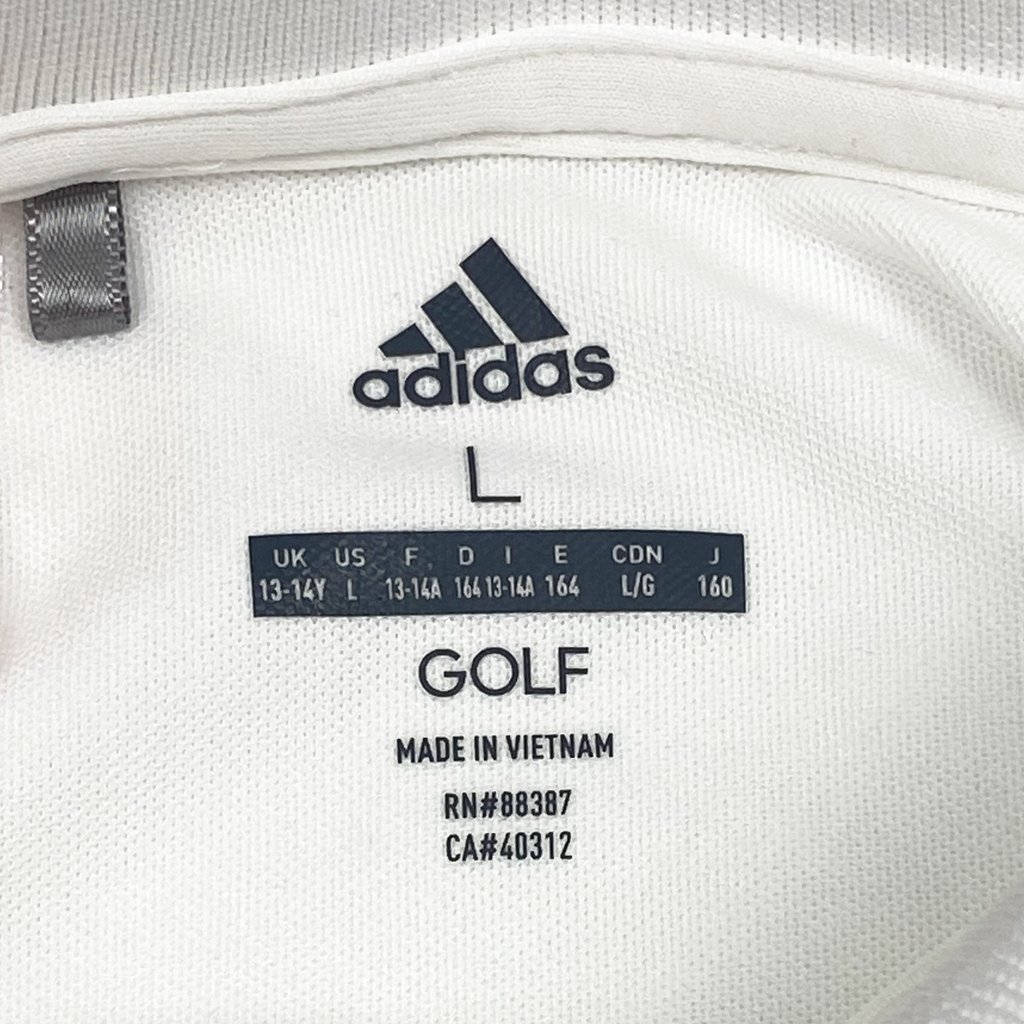 adidas
L
UK US F D I E CDN J
13-14Y L 13-14A 164 13-14A 164 L/G 160
GOLF
MADE IN VIETNAM
RN#88387
CA#40312